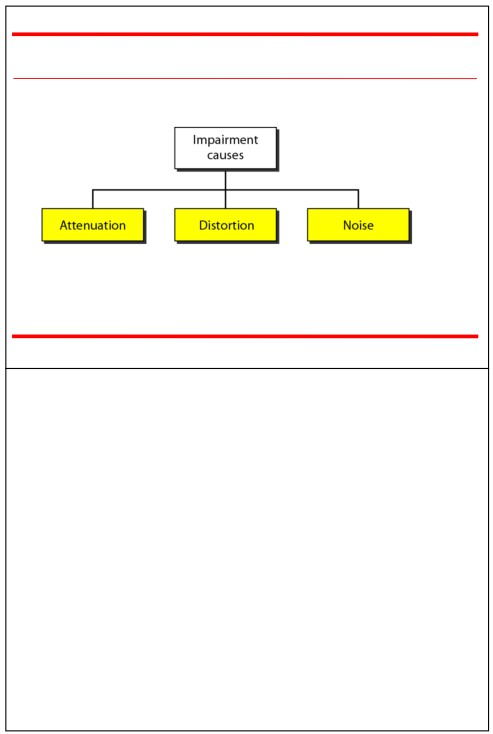 Impairment
causes
Attenuation
Distortion
Noise